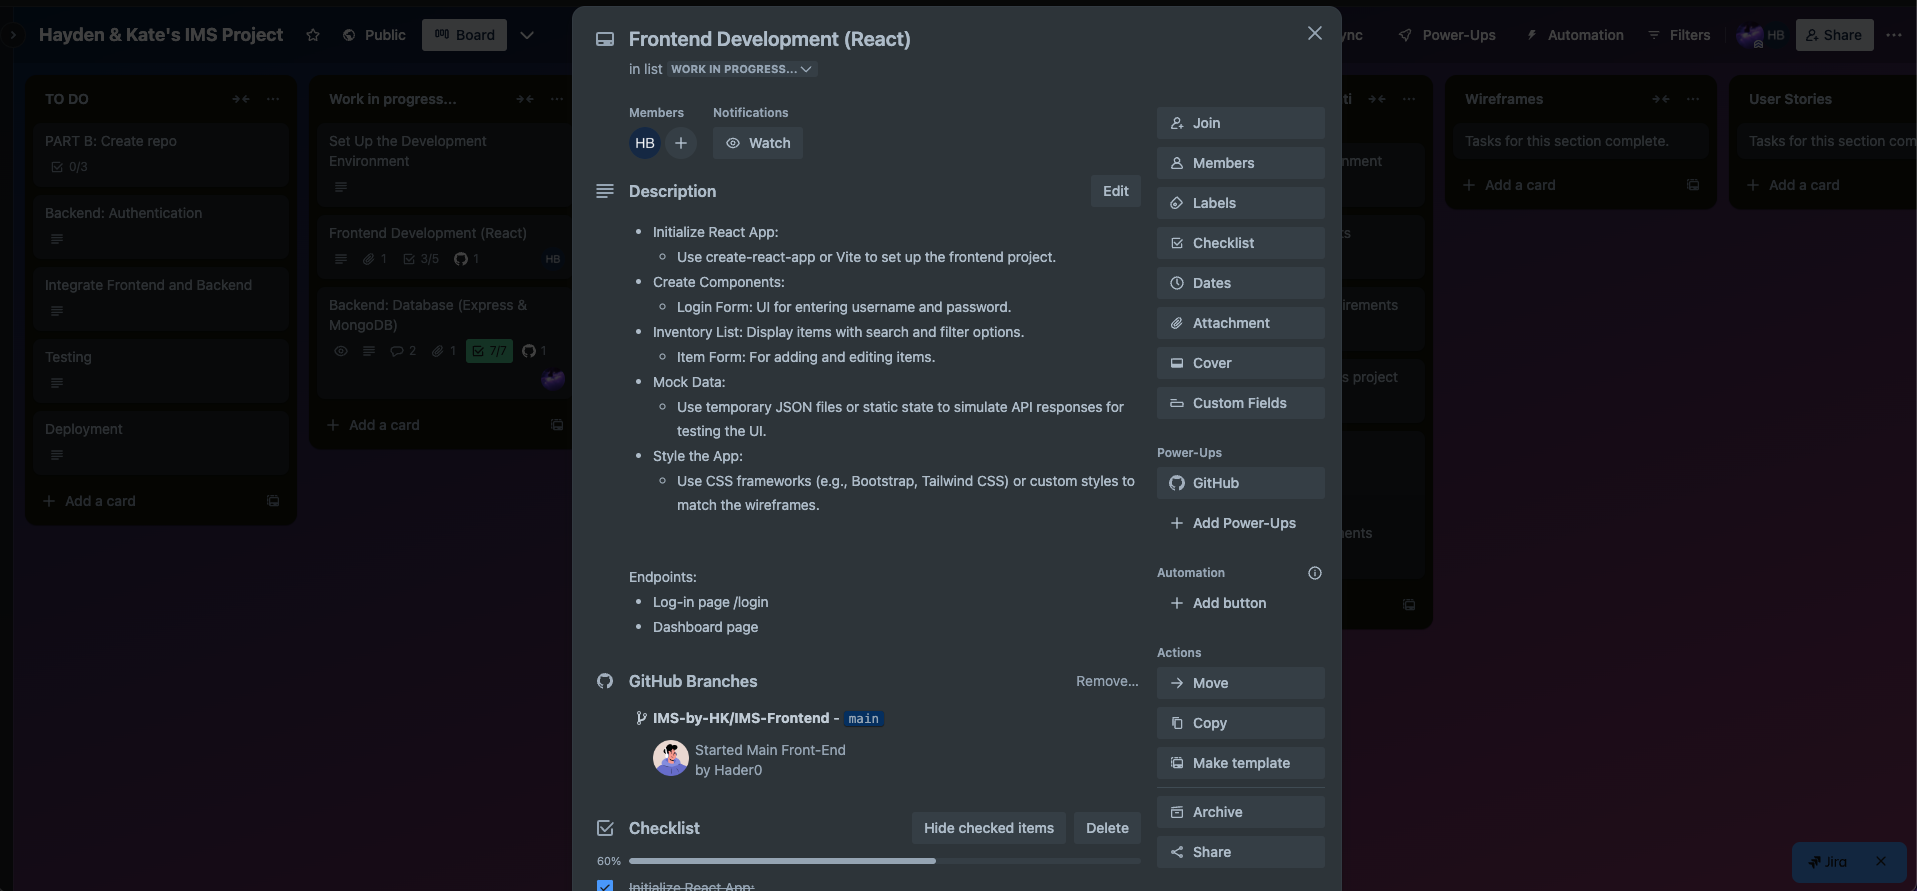 Hayden & Kate's IMS Project
Public
Board
ync
Power-Ups
Automation
Filters
HB
Share
TO DO
PART B: Create repo
0/3
Backend: Authentication
Integrate Frontend and Backend
Testing
Deployment
Add a card
Work in progress...
Set Up the Development
Environment
Frontend Development (React)
1
3/5
1
HB
Backend: Database (Express &
MongoDB)
2
1
7/7
1
Add a card
Frontend Development (React)
in list WORK IN PROGRESS...
Members
Notifications
HB
Watch
Description
Edit
• Initialize React App:
◦ Use create-react-app or Vite to set up the frontend project.
• Create Components:
◦ Login Form: UI for entering username and password.
• Inventory List: Display items with search and filter options.
◦ Item Form: For adding and editing items.
• Mock Data:
◦ Use temporary JSON files or static state to simulate API responses for
testing the UI.
• Style the App:
◦ Use CSS frameworks (e.g., Bootstrap, Tailwind CSS) or custom styles to
match the wireframes.
Endpoints:
• Log-in page /login
• Dashboard page
GitHub Branches
Remove...
IMS-by-HK/IMS-Frontend - main
Started Main Front-End
by Hader0
Checklist
Hide checked items
Delete
60%
Initialize React App:
Join
Members
Labels
Checklist
Dates
Attachment
Cover
Custom Fields
Power-Ups
GitHub
Add Power-Ups
Automation
Add button
Actions
Move
Copy
Make template
Archive
Share
ti
nment
s
irements
s project
ents
Wireframes
Tasks for this section complete.
Add a card
User Stories
Tasks for this section com
Add a card
Jira